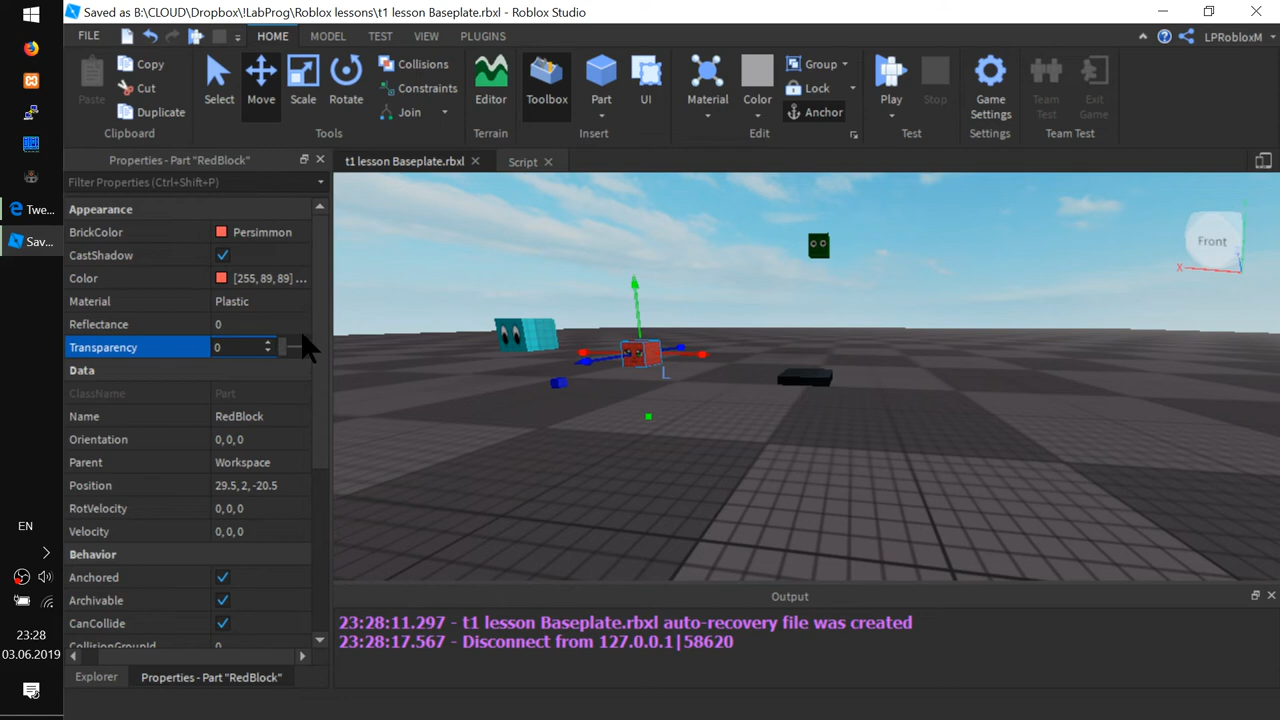 Saved as B:\CLOUD\Dropbox\!LabProg\Roblox lessons\t1 lesson Baseplate.rbxl - Roblox Studio
FILE
HOME
MODEL
TEST
VIEW
PLUGINS
LPRobloxM
Paste
Copy
Cut
Duplicate
Clipboard
Select
Move
Scale
Rotate
Collisions
Constraints
Join
Tools
Editor
Terrain
Toolbox
Part
UI
Insert
Material
Color
Group
Lock
Anchor
Edit
Play
Stop
Test
Game Settings
Settings
Team Test
Exit Game
Team Test
Properties - Part "RedBlock"
t1 lesson Baseplate.rbxl
Script
Filter Properties (Ctrl+Shift+P)
Appearance
BrickColor Persimmon
CastShadow
Color [255, 89, 89] ...
Material Plastic
Reflectance 0
Transparency 0
Data
ClassName Part
Name RedBlock
Orientation 0, 0, 0
Parent Workspace
Position 29.5, 2, -20.5
RotVelocity 0, 0, 0
Velocity 0, 0, 0
Behavior
Anchored
Archivable
CanCollide
CollisionGroupId 0
Explorer
Properties - Part "RedBlock"
Front
X
L
Output
23:28:11.297 - t1 lesson Baseplate.rbxl auto-recovery file was created
23:28:17.567 - Disconnect from 127.0.0.1|58620
Twe...
Sav...
EN
23:28
03.06.2019